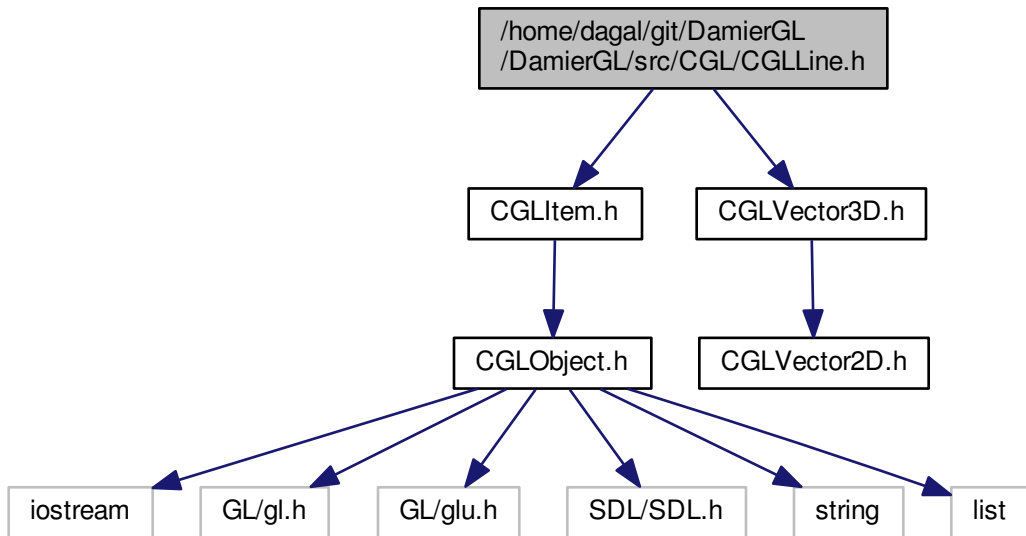 /home/dagal/git/DamierGL
/DamierGL/src/CGL/CGLLine.h
CGLItem.h
CGLVector3D.h
CGLObject.h
CGLVector2D.h
iostream
GL/gl.h
GL/glu.h
SDL/SDL.h
string
list